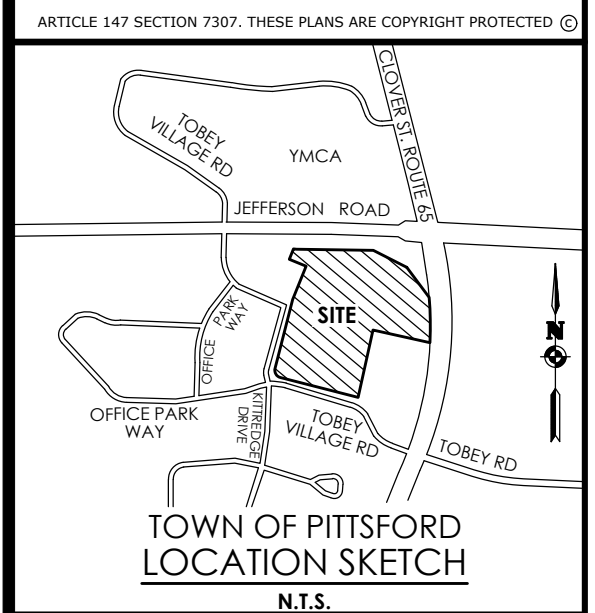 ARTICLE 147 SECTION 7307. THESE PLANS ARE COPYRIGHT PROTECTED ©
CLOVER ST. ROUTE 65
TOBEY
VILLAGE RD
YMCA
JEFFERSON ROAD
SITE
N
OFFICE PARK
WAY
OFFICE PARK
WAY
KITTREDGE
DRIVE
TOBEY
VILLAGE RD
TOBEY RD
TOWN OF PITTSFORD
LOCATION SKETCH
N.T.S.